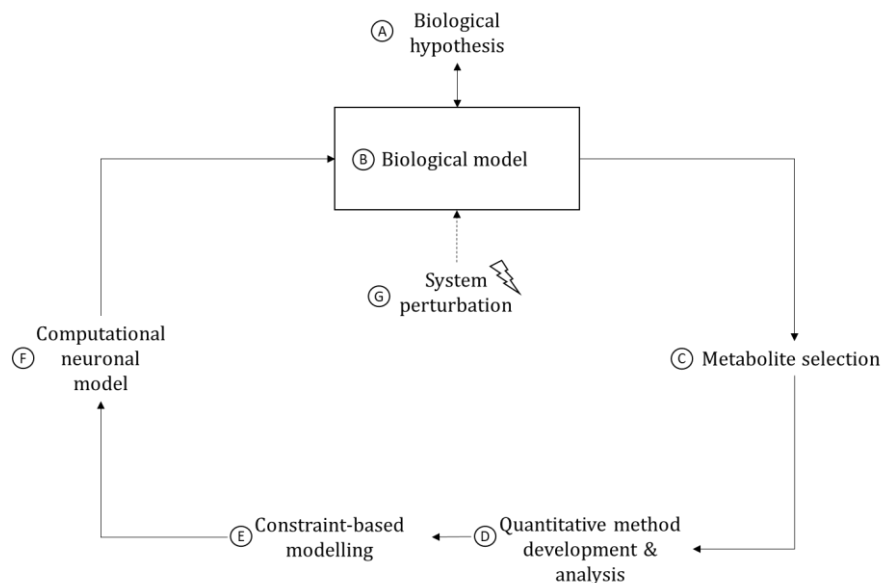 A Biological
hypothesis
B Biological model
G System
perturbation
F Computational
neuronal
model
C Metabolite selection
E Constraint-based
modelling
D Quantitative method
development &
analysis